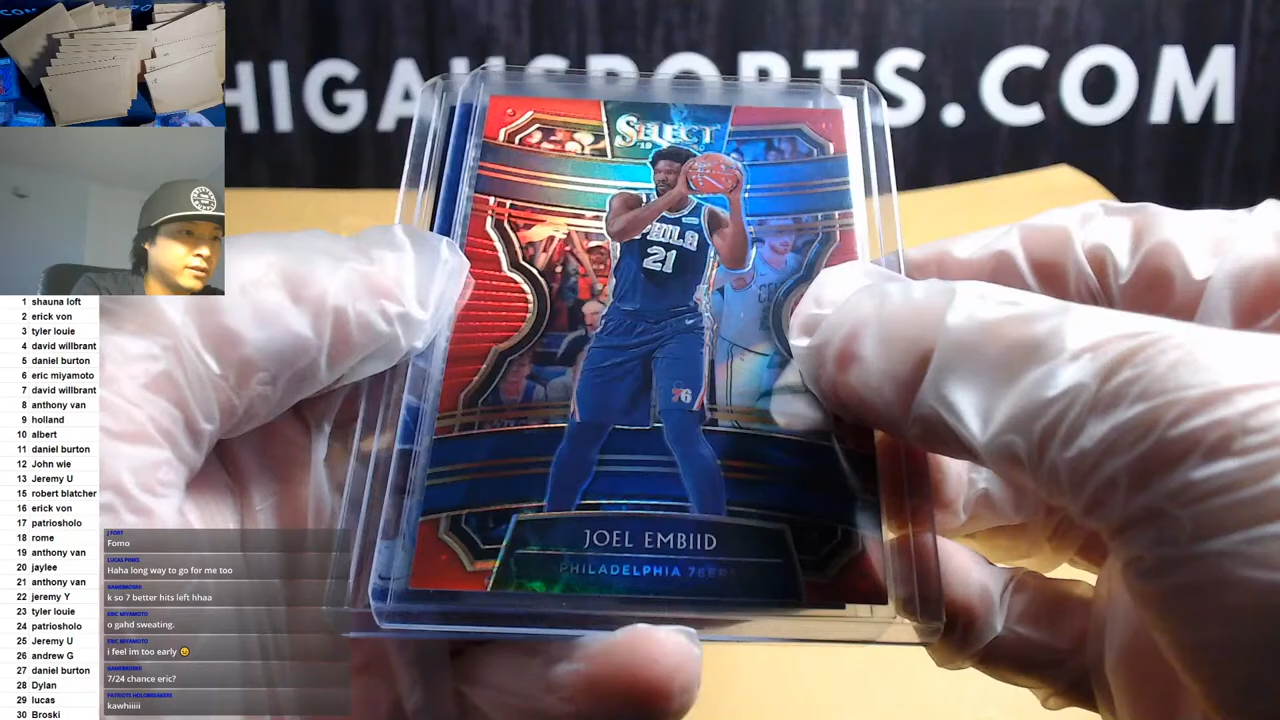 HIGAHSPORTS.COM
SELECT
PHILA
21
76
JOEL EMBIID
PHILADELPHIA 76ERS
1 shauna loft
2 erick von
3 tyler louie
4 david willbrant
5 daniel burton
6 eric miyamoto
7 david willbrant
8 anthony van
9 holland
10 albert
11 daniel burton
12 John wie
13 Jeremy U
15 robert blatcher
16 erick von
17 patriosholo
18 rome
19 anthony van
20 jaylee
21 anthony van
22 jeremy Y
23 tyler louie
24 patriosholo
25 Jeremy U
26 andrew G
27 daniel burton
28 Dylan
29 lucas
30 Broski
J FORT
Fomo
LUCAS PINKS
Haha long way to go for me too
GAMEBROSER
k so 7 better hits left hhaa
ERIC MIYAMOTO
o gahd sweating.
ERIC MIYAMOTO
i feel im too early
GAMEBROSER
7/24 chance eric?
PATRIOTS HOLOBREAKERS
kawhiiiii